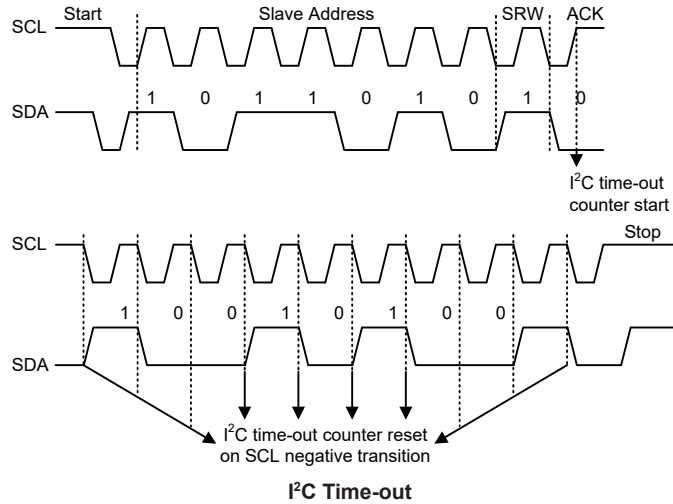 Start Slave Address SRW ACK
SCL
1 0 1 1 0 1 0 1 0
SDA
I²C time-out
counter start
Stop
SCL
1 0 0 1 0 1 0 0
SDA
I²C time-out counter reset
on SCL negative transition
I²C Time-out